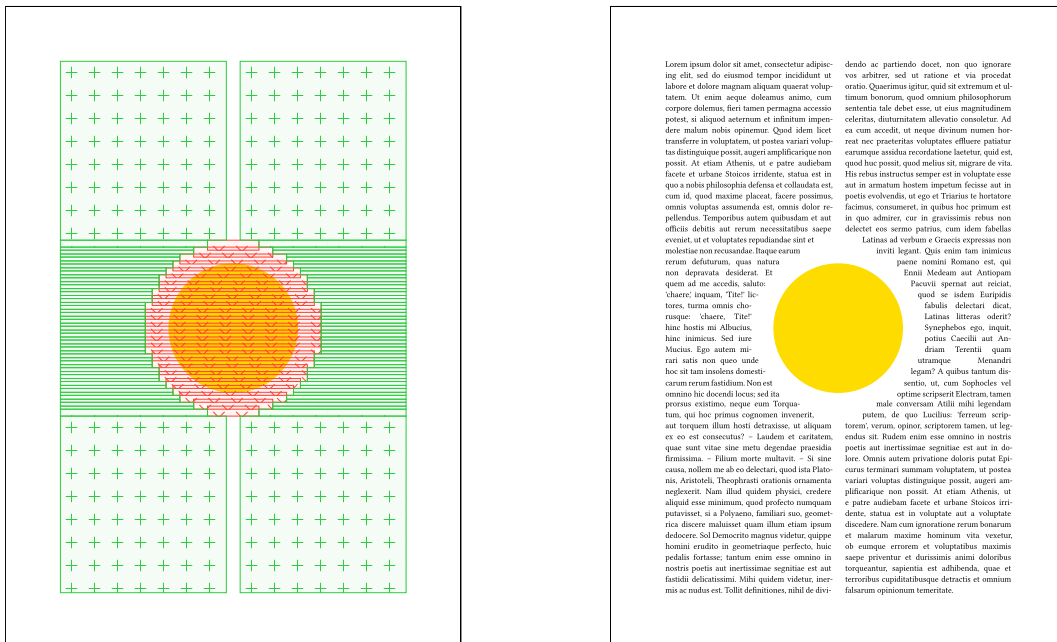 Lorem ipsum dolor sit amet, consectetur adipisc-
ing elit, sed do eiusmod tempor incididunt ut
labore et dolore magnam aliquam quaerat volup-
tatem. Ut enim aeque doleamus animo, cum
corpore dolemus, fieri tamen permagna accessio
potest, si aliquod aeternum et infinitum impen-
dere malum nobis opinemur. Quod idem licet
transferre in voluptatem, ut postea variari volup-
tas distinguique possit, augeri amplificarique non
possit. At etiam Athenis, ut e patre audiebam
facete et urbane Stoicos irridente, statua est in
quo a nobis philosophia defensa et collaudata est,
cum id, quod maxime placeat, facere possimus,
omnis voluptas assumenda est, omnis dolor re-
pellendus. Temporibus autem quibusdam et aut
officiis debitis aut rerum necessitatibus saepe
eveniet, ut et voluptates repudiandae sint et
molestiae non recusandae. Itaque earum
rerum defuturum, quas natura
non depravata desiderat. Et
quem ad me accedis, saluto:
'chaere,' inquam, 'Tite!' lic-
tores, turma omnis cho-
rusque: 'chaere, Tite!'
hinc hostis mi Albucius,
hinc inimicus. Sed iure
Mucius. Ego autem mi-
rari satis non queo unde
hoc sit tam insolens domesti-
carum rerum fastidium. Non est
omnino hic docendi locus; sed ita
prorsus existimo, neque eum Torqua-
tum, qui hoc primus cognomen invenerit,
aut torquem illum hosti detraxisse, ut aliquam
ex eo est consecutus? – Laudem et caritatem,
quae sunt vitae sine metu degendae praesidia
firmissima. – Filium morte multavit. – Si sine
causa, nollem me ab eo delectari, quod ista Plato-
nis, Aristoteli, Theophrasti orationis ornamenta
neglexerit. Nam illud quidem physici, credere
aliquid esse minimum, quod profecto numquam
putavisset, si a Polyaeno, familiari suo, geomet-
rica discere maluisset quam illum etiam ipsum
dedocere. Sol Democrito magnus videtur, quippe
homini erudito in geometriaque perfecto, huic
pedalis fortasse; tantum enim esse omnino in
nostris poetis aut inertissimae segnitiae est aut
fastidii delicatissimi. Mihi quidem videtur, iner-
mis ac nudus est. Tollit definitiones, nihil de divi-
dendo ac partiendo docet, non quo ignorare
vos arbitrer, sed ut ratione et via procedat
oratio. Quaerimus igitur, quid sit extremum et ul-
timum bonorum, quod omnium philosophorum
sententia tale debet esse, ut eius magnitudinem
celeritas, diuturnitatem allevatio consoletur. Ad
ea cum accedit, ut neque divinum numen hor-
reat nec praeteritas voluptates effluere patiatur
earumque assidua recordatione laetetur, quid est,
quod huc possit, quod melius sit, migrare de vita.
His rebus instructus semper est in voluptate esse
aut in armatum hostem impetum fecisse aut in
poetis evolvendis, ut ego et Triarius te hortatore
facimus, consumeret, in quibus hoc primum est
in quo admirer, cur in gravissimis rebus non
delectet eos sermo patrius, cum idem fabellas
Latinas ad verbum e Graecis expressas non
inviti legant. Quis enim tam inimicus
paene nomini Romano est, qui
Ennii Medeam aut Antiopam
Pacuvii spernat aut reiciat,
quod se isdem Euripidis
fabulis delectari dicat,
Latinas litteras oderit?
Synephebos ego, inquit,
potius Caecilii aut An-
driam Terentii quam
utramque Menandri
legam? A quibus tantum dis-
sentio, ut, cum Sophocles vel
optime scripserit Electram, tamen
male conversam Atilii mihi legendam
putem, de quo Lucilius: 'ferreum scrip-
torem', verum, opinor, scriptorem tamen, ut leg-
endus sit. Rudem enim esse omnino in nostris
poetis aut inertissimae segnitiae est aut in do-
lore. Omnis autem privatione doloris putat Epi-
curus terminari summam voluptatem, ut postea
variari voluptas distinguique possit, augeri am-
plificarique non possit. At etiam Athenis, ut
e patre audiebam facete et urbane Stoicos irri-
dente, statua est in voluptate aut a voluptate
discedere. Nam cum ignoratione rerum bonarum
et malarum maxime hominum vita vexetur,
ob eumque errorem et voluptatibus maximis
saepe priventur et durissimis animi doloribus
torqueantur, sapientia est adhibenda, quae et
terroribus cupiditatibusque detractis et omnium
falsarum opinionum temeritate.